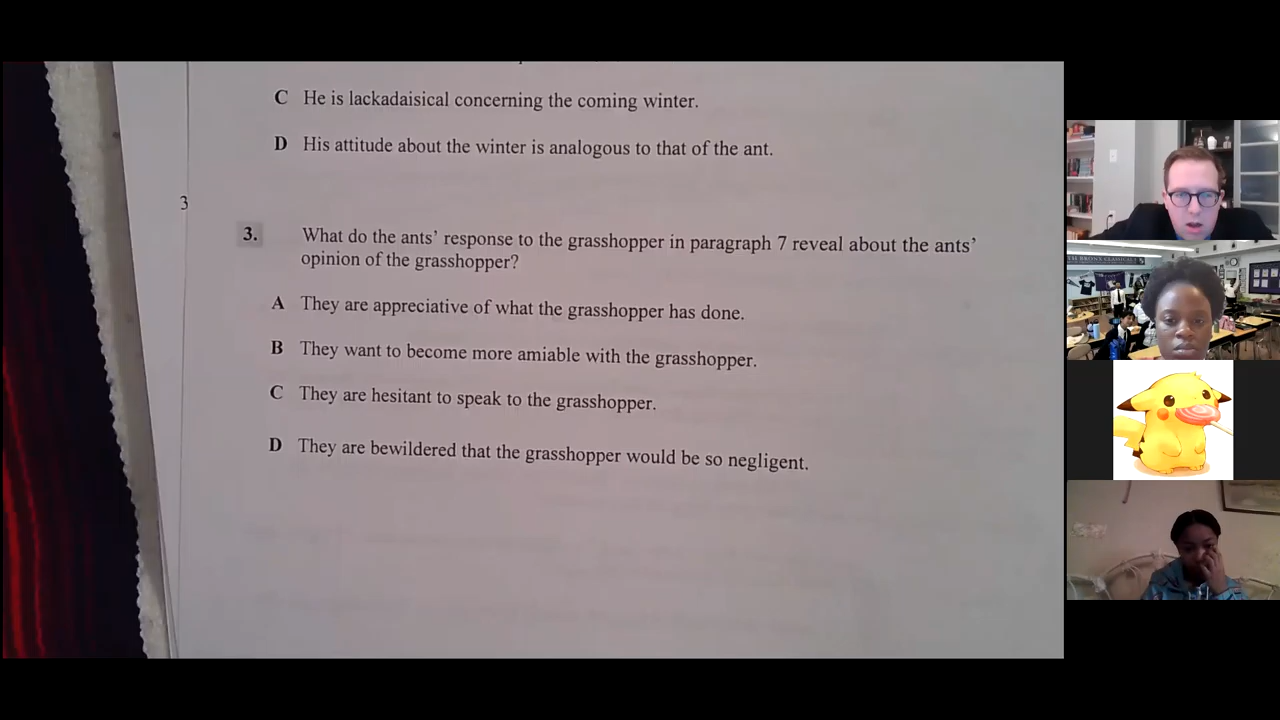 C He is lackadaisical concerning the coming winter.
D His attitude about the winter is analogous to that of the ant.
3
3. What do the ants' response to the grasshopper in paragraph 7 reveal about the ants'
opinion of the grasshopper?
A They are appreciative of what the grasshopper has done.
B They want to become more amiable with the grasshopper.
C They are hesitant to speak to the grasshopper.
D They are bewildered that the grasshopper would be so negligent.